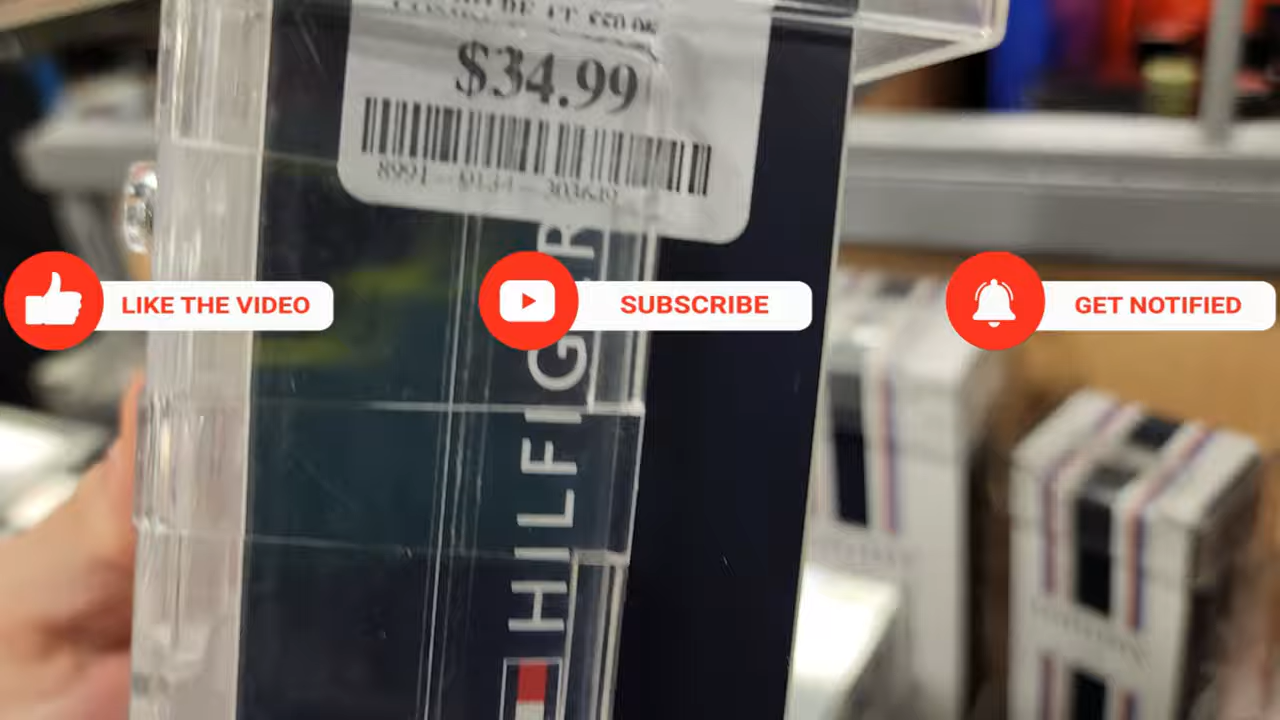 $34.99
LIKE THE VIDEO
SUBSCRIBE
GET NOTIFIED
HILFIGER